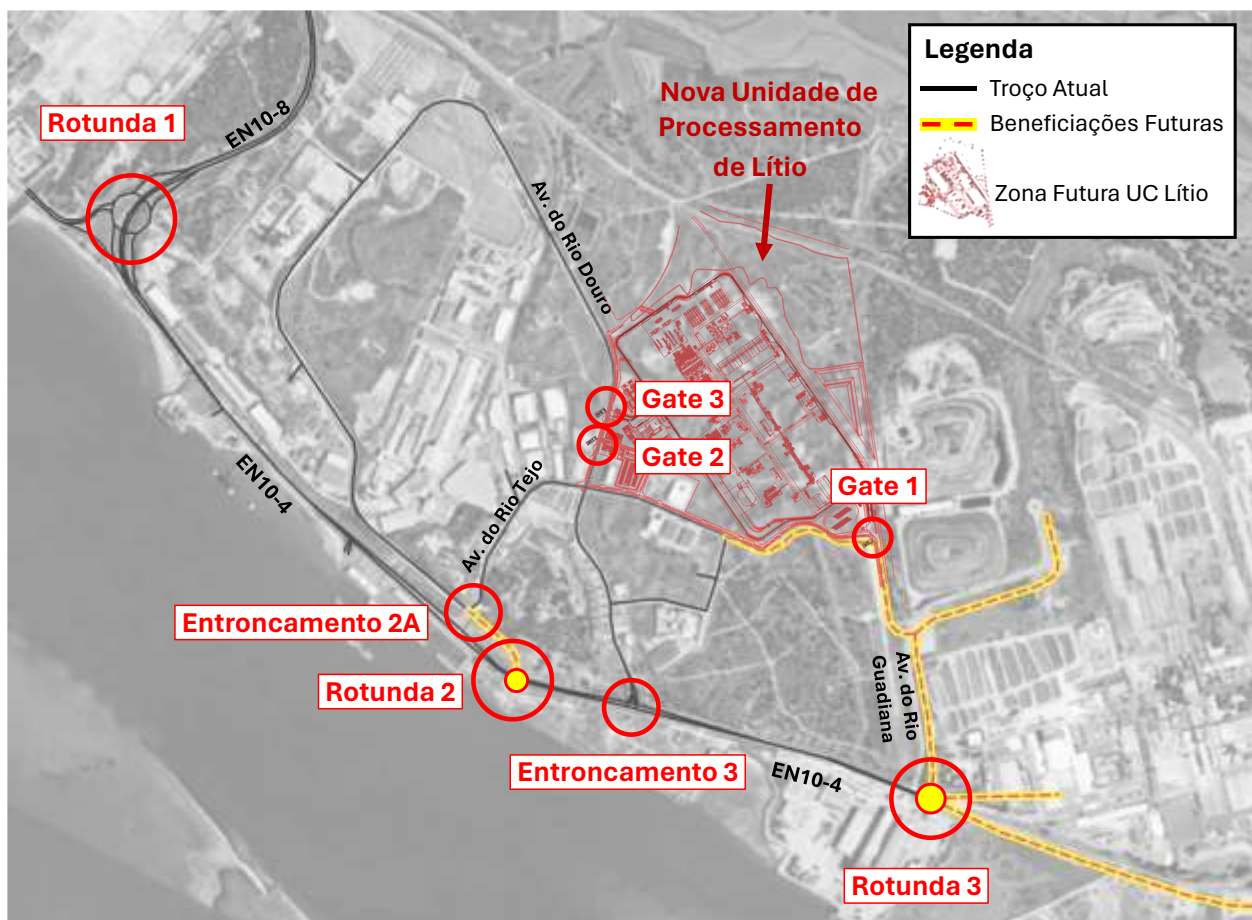 Legenda
Troço Atual
Beneficiações Futuras
Zona Futura UC Lítio
Nova Unidade de
Processamento
de Lítio
Rotunda 1
EN10-8
Av. do Rio Douro
Gate 3
Gate 2
Gate 1
EN10-4
Av. do Rio Tejo
Entroncamento 2A
Rotunda 2
Av. do Rio
Guadiana
Entroncamento 3
EN10-4
Rotunda 3